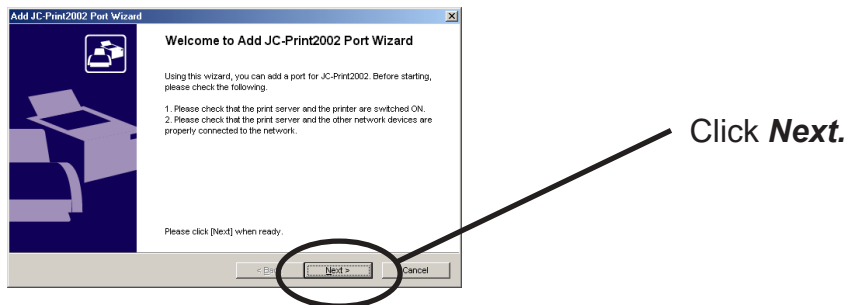 Add JC-Print2002 Port Wizard
Welcome to Add JC-Print2002 Port Wizard
Using this wizard, you can add a port for JC-Print2002. Before starting,
please check the following.
1. Please check that the print server and the printer are switched ON.
2. Please check that the print server and the other network devices are
properly connected to the network.
Click Next.
Please click [Next] when ready.
Next > Cancel